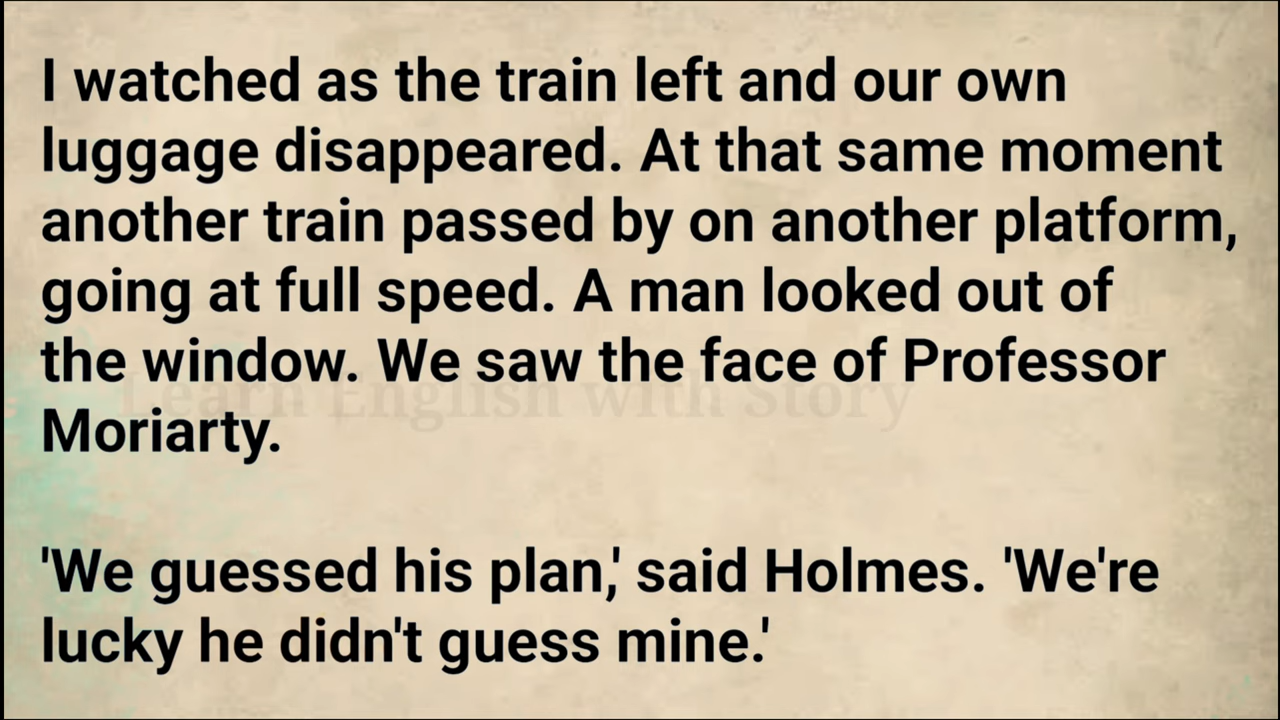 I watched as the train left and our own
luggage disappeared. At that same moment
another train passed by on another platform,
going at full speed. A man looked out of
the window. We saw the face of Professor
Learn English with Story
Moriarty.
'We guessed his plan,' said Holmes. 'We're
lucky he didn't guess mine.'